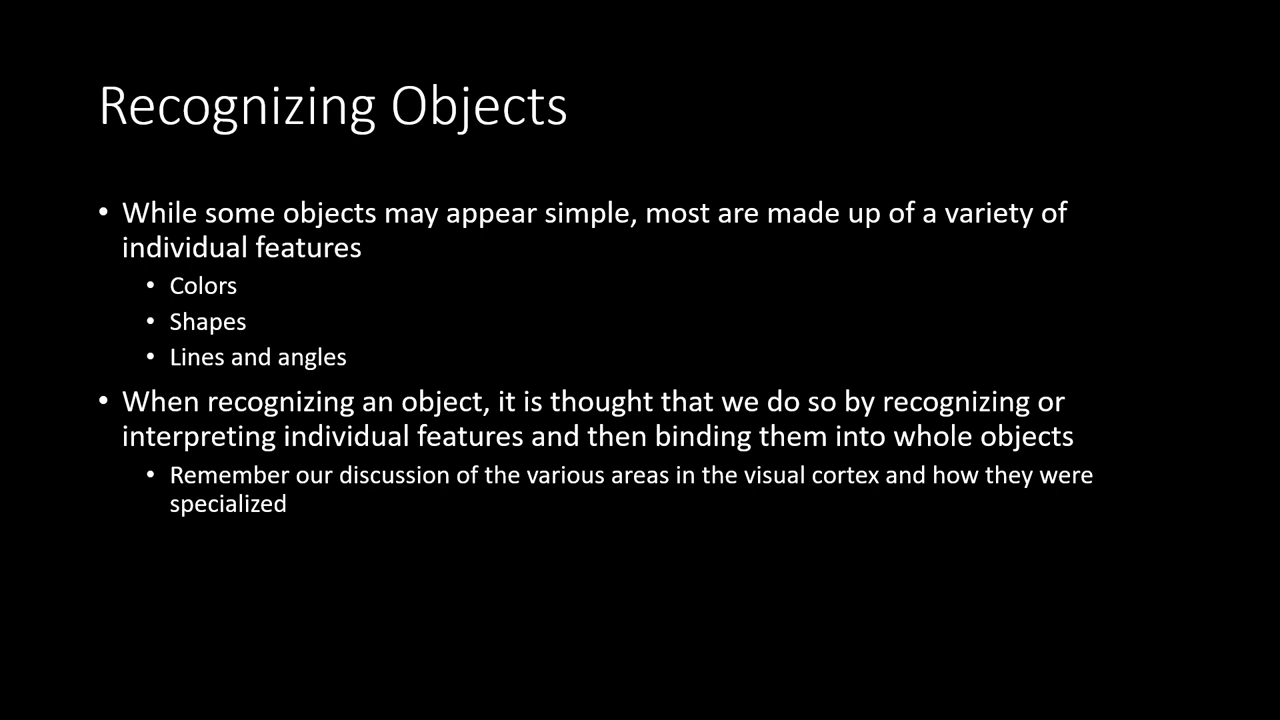 Recognizing Objects
• While some objects may appear simple, most are made up of a variety of
individual features
• Colors
• Shapes
• Lines and angles
• When recognizing an object, it is thought that we do so by recognizing or
interpreting individual features and then binding them into whole objects
• Remember our discussion of the various areas in the visual cortex and how they were
specialized